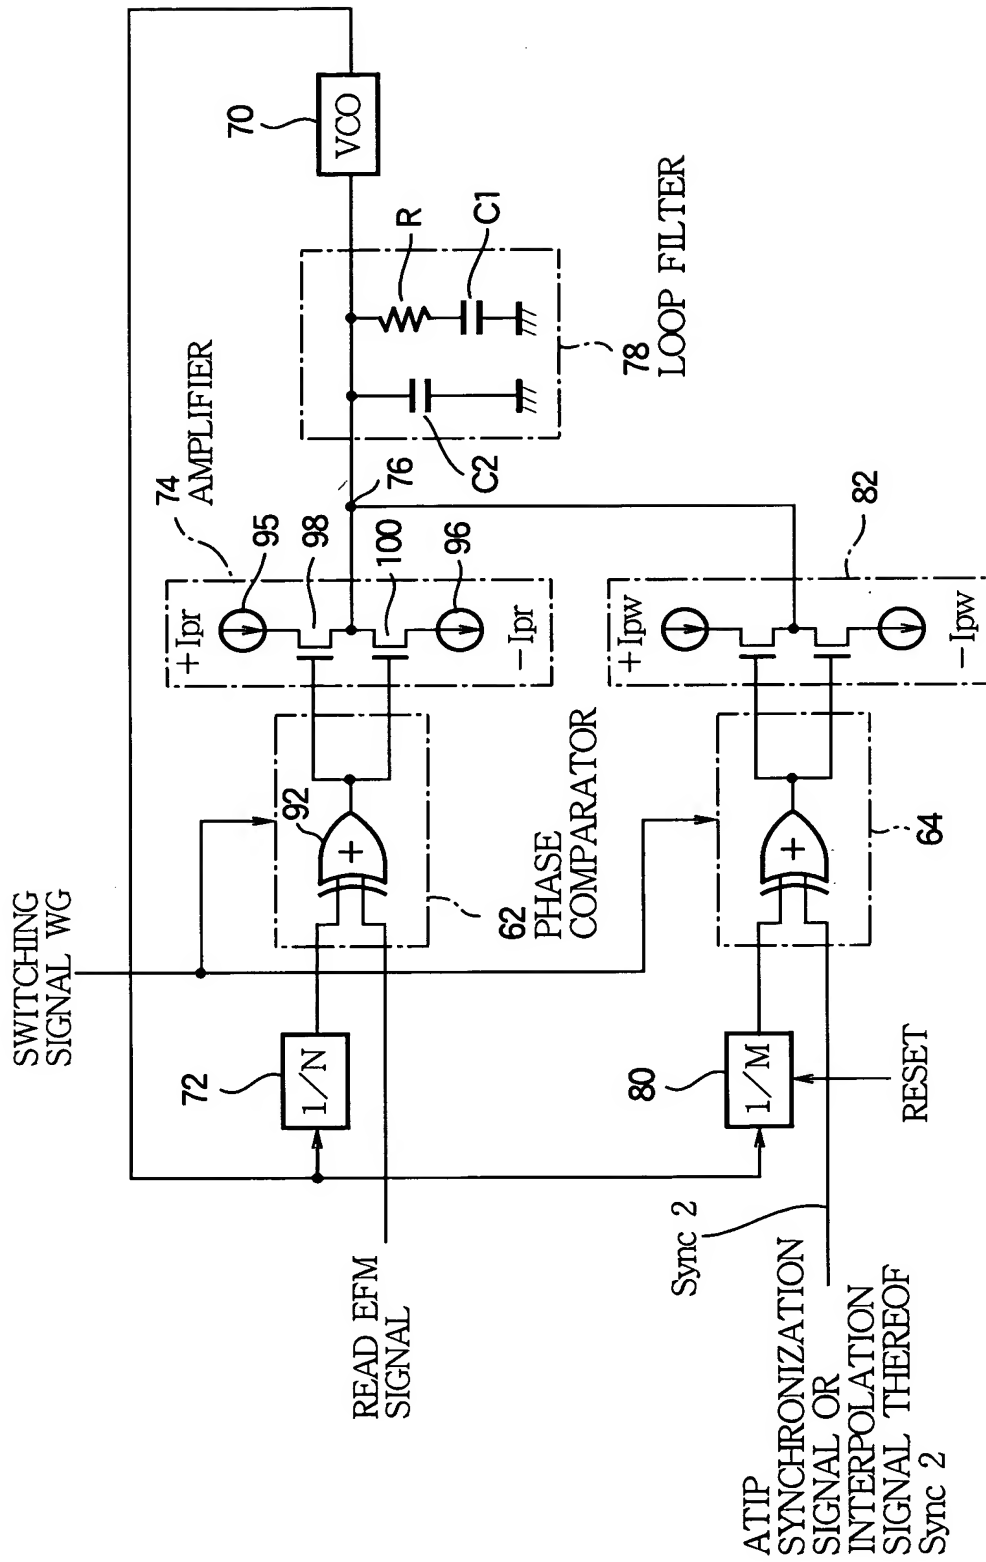 SWITCHING
SIGNAL WG
70
VCO
74
AMPLIFIER
95
98
76
100
96
+Ipr
−Ipr
R
C1
C2
78
LOOP FILTER
92
+
62
PHASE
COMPARATOR
72
1/N
READ EFM
SIGNAL
82
+Ipw
−Ipw
+
64
80
1/M
RESET
Sync 2
ATIP
SYNCHRONIZATION
SIGNAL OR
INTERPOLATION
SIGNAL THEREOF
Sync 2